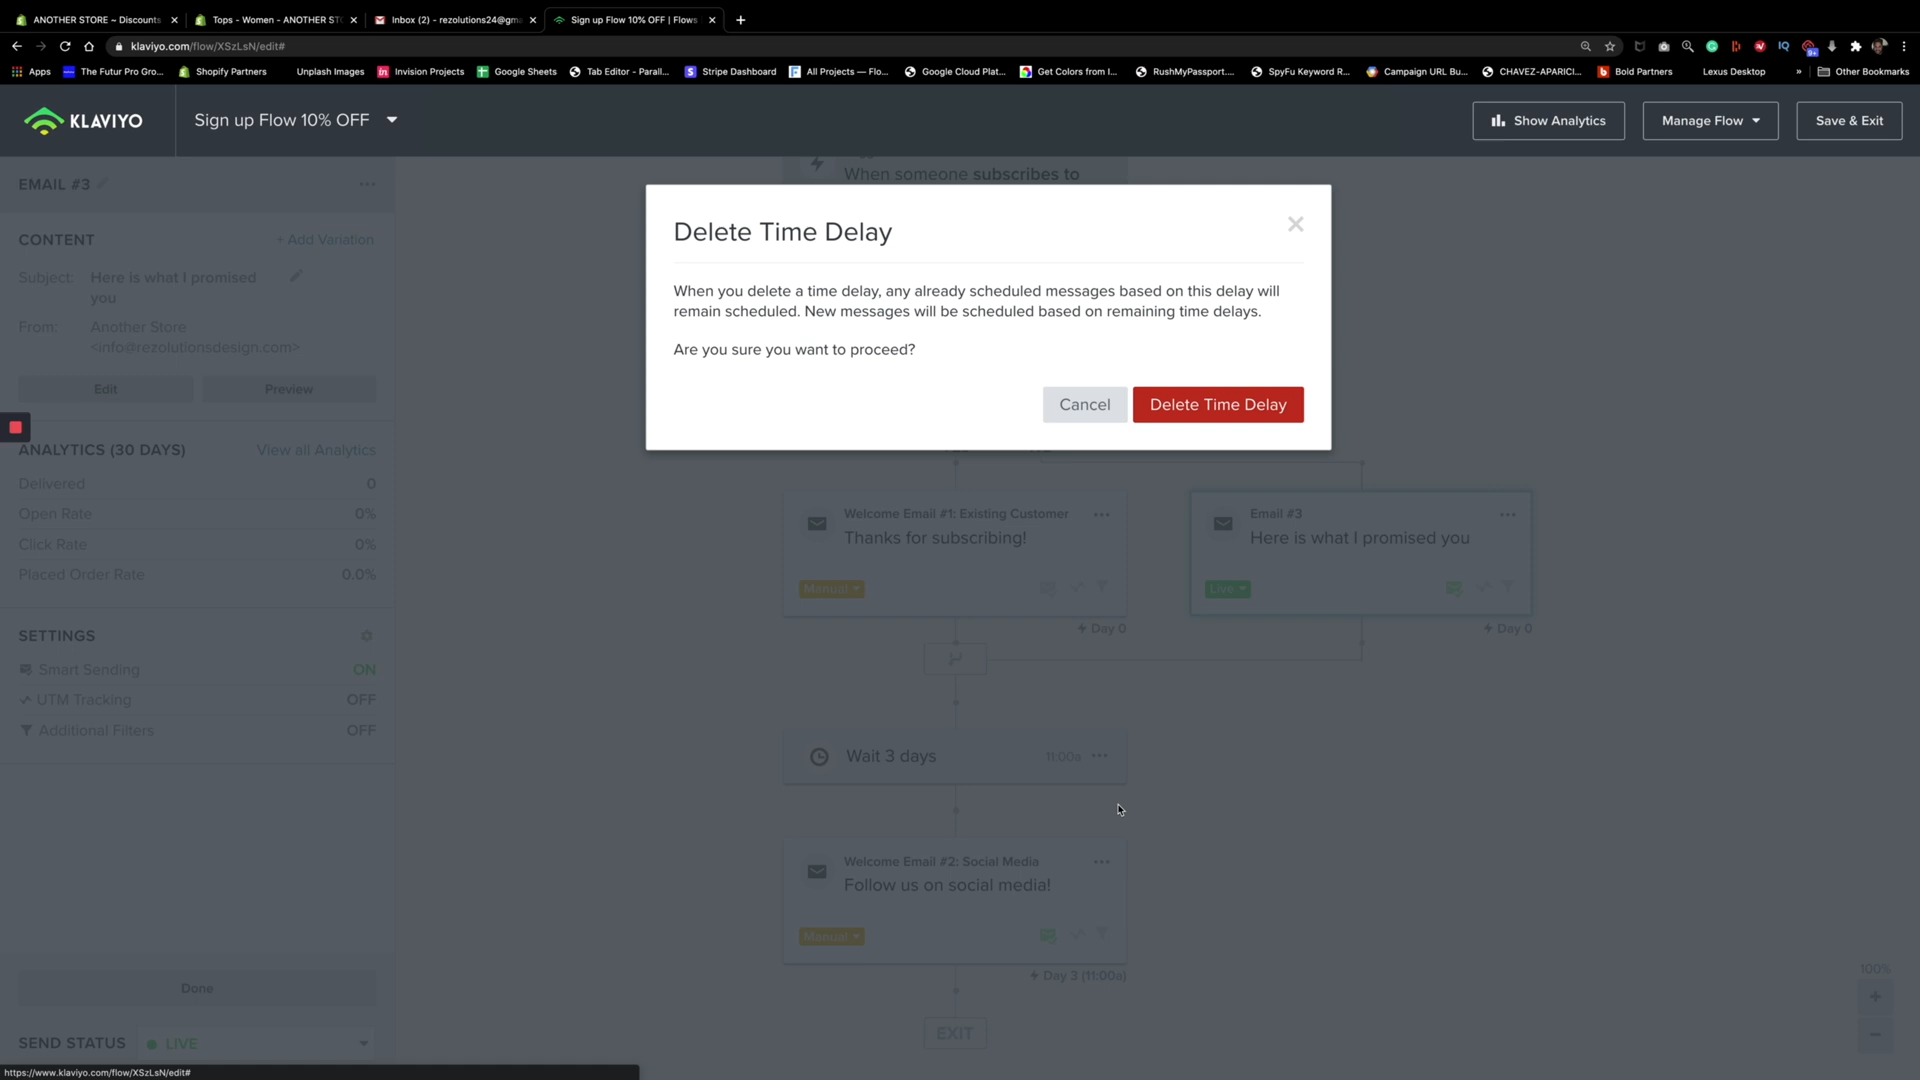 ANOTHER STORE ~ Discounts
Tops - Women - ANOTHER ST
Inbox (2) - rezolutions24@gm
Sign up Flow 10% OFF | Flows
klaviyo.com/flow/XSzLsN/edit#
Apps
The Futur Pro Gro...
Shopify Partners
Unplash Images
Invision Projects
Google Sheets
Tab Editor - Parall...
Stripe Dashboard
All Projects — Flo...
Google Cloud Plat...
Get Colors from I...
RushMyPassport....
SpyFu Keyword R...
Campaign URL Bu...
CHAVEZ-APARICI...
Bold Partners
Lexus Desktop
»
Other Bookmarks
KLAVIYO
Sign up Flow 10% OFF
Show Analytics
Manage Flow
Save & Exit
EMAIL #3
CONTENT
+ Add Variation
Subject: Here is what I promised
you
From: Another Store
<info@rezolutionsdesign.com>
Edit
Preview
ANALYTICS (30 DAYS)
View all Analytics
Delivered 0
Open Rate 0%
Click Rate 0%
Placed Order Rate 0.0%
SETTINGS
Smart Sending ON
UTM Tracking OFF
Additional Filters OFF
Done
SEND STATUS
LIVE
https://www.klaviyo.com/flow/XSzLsN/edit#
When someone subscribes to
Delete Time Delay
When you delete a time delay, any already scheduled messages based on this delay will
remain scheduled. New messages will be scheduled based on remaining time delays.
Are you sure you want to proceed?
Cancel
Delete Time Delay
Welcome Email #1: Existing Customer
Thanks for subscribing!
Manual
Day 0
Email #3
Here is what I promised you
Live
Day 0
Wait 3 days
11:00a
Welcome Email #2: Social Media
Follow us on social media!
Manual
Day 3 (11:00a)
EXIT
100%